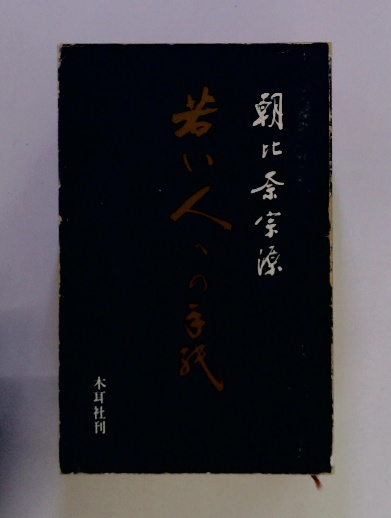 朝比奈宗源
若い人への手紙
木耳社刊